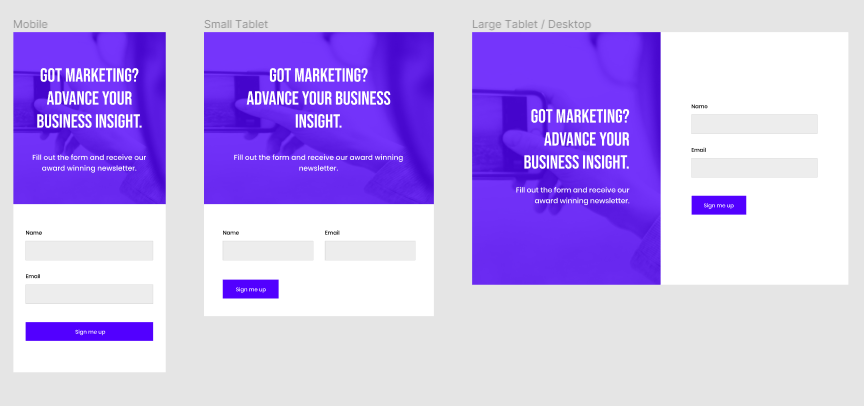 Mobile
GOT MARKETING?
ADVANCE YOUR
BUSINESS INSIGHT.
Fill out the form and receive our
award winning newsletter.
Name
Email
Sign me up
Small Tablet
GOT MARKETING?
ADVANCE YOUR BUSINESS
INSIGHT.
Fill out the form and receive our award winning
newsletter.
Name Email
Sign me up
Large Tablet / Desktop
GOT MARKETING?
ADVANCE YOUR
BUSINESS INSIGHT.
Fill out the form and receive our
award winning newsletter.
Name
Email
Sign me up